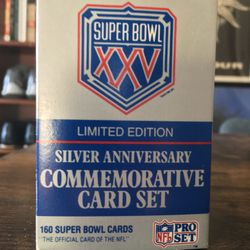 SUPER BOWL
XXV
LIMITED EDITION
SILVER ANNIVERSARY
COMMEMORATIVE
CARD SET
160 SUPER BOWL CARDS
"THE OFFICIAL CARD OF THE NFL"
NFL
PRO
SET